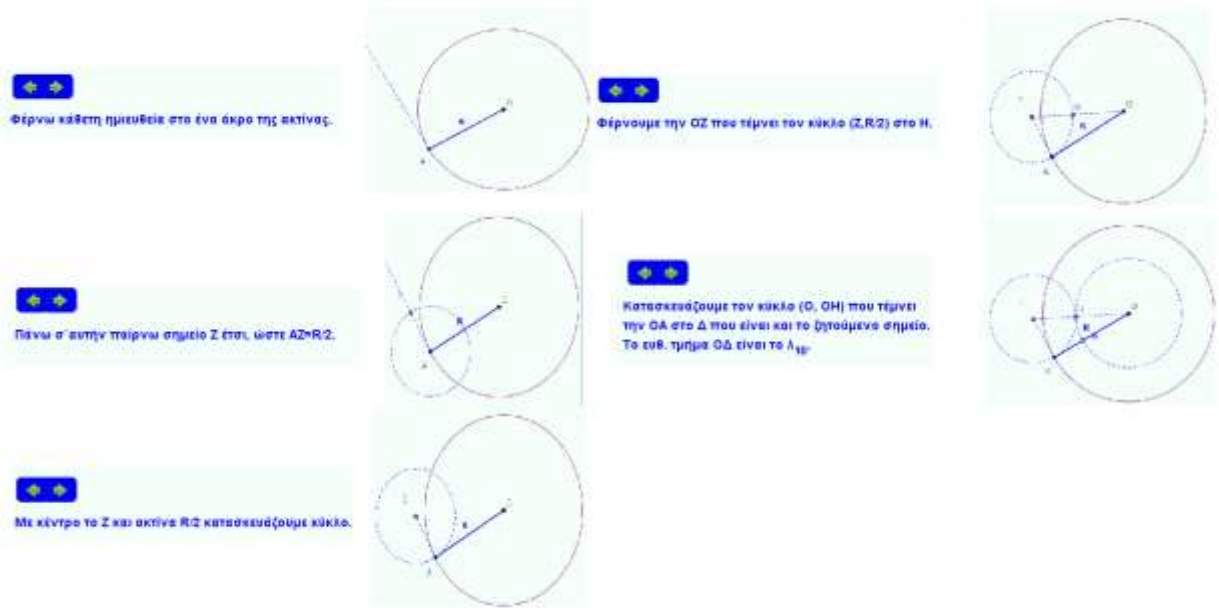 Φέρνω κάθετη ημιευθεία στο ένα άκρο της ακτίνας.
Πάνω σ΄αυτήν παίρνω σημείο Ζ έτσι, ώστε AZ=R/2.
Με κέντρο το Ζ και ακτίνα R/2 κατασκευάζουμε κύκλο.
Φέρνουμε την ΟΖ που τέμνει τον κύκλο (Ζ,R/2) στο Η.
Κατασκευάζουμε τον κύκλο (Ο, ΟΗ) που τέμνει
την ΟΑ στο Δ που είναι και το ζητούμενο σημείο.
Το ευθ. τμήμα ΟΔ είναι το λ₁₀.